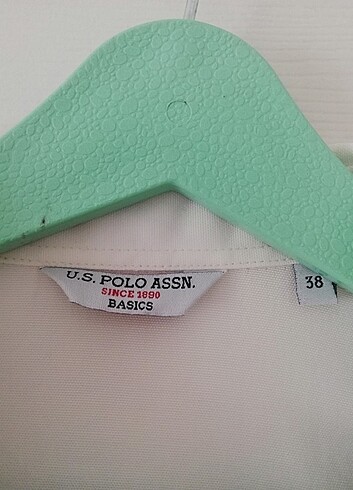 U.S. POLO ASSN.
SINCE 1890
BASICS
38